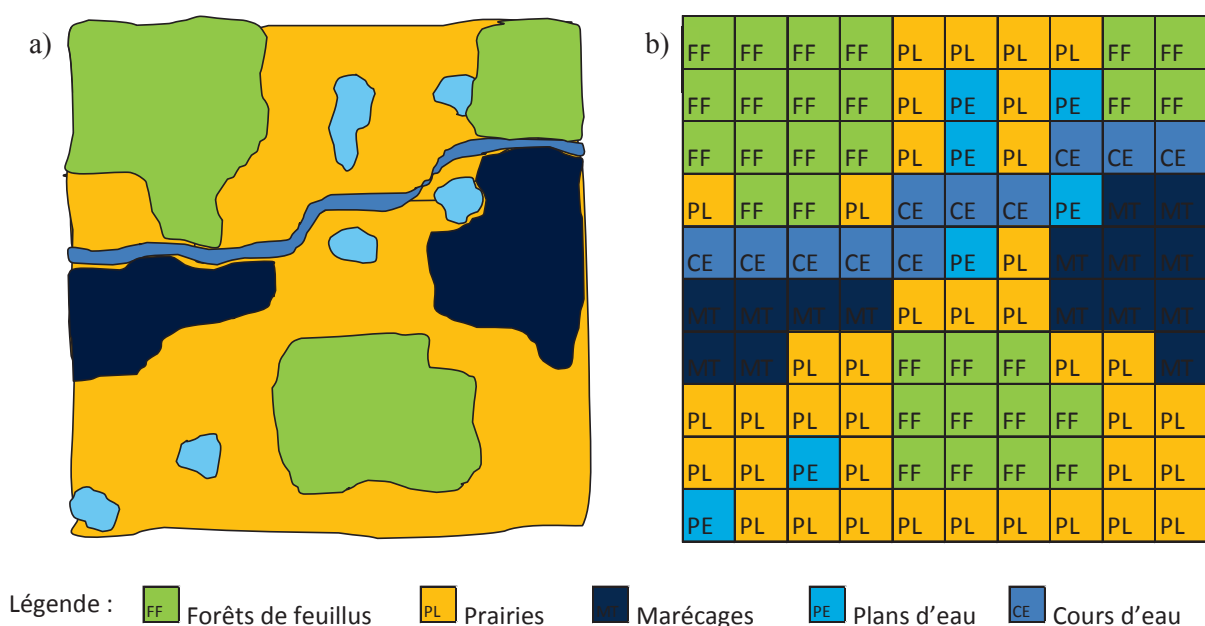 a)
b)
FF FF FF FF PL PL PL PL FF FF
FF FF FF FF PL PE PL PE FF FF
FF FF FF FF PL PE PL CE CE CE
PL FF FF PL CE CE CE PE MT MT
CE CE CE CE CE PE PL MT MT MT
MT MT MT MT PL PL PL MT MT MT
MT MT PL PL FF FF FF PL PL MT
PL PL PL PL FF FF FF FF PL PL
PL PL PE PL FF FF FF FF PL PL
PE PL PL PL PL PL PL PL PL PL
Légende : FF Forêts de feuillus PL Prairies MT Marécages PE Plans d'eau CE Cours d'eau